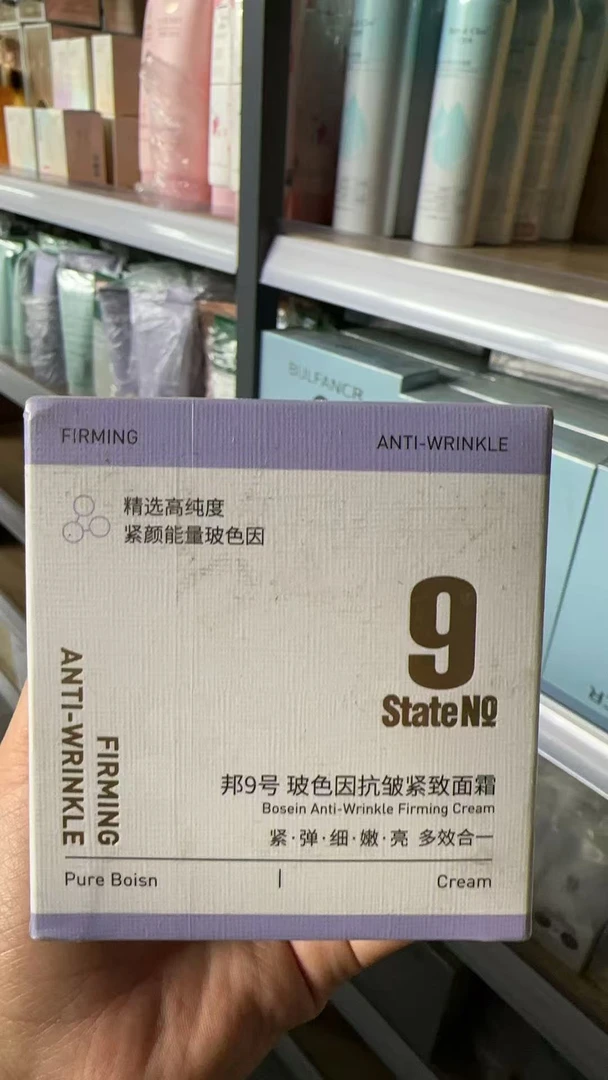 BULFANCR
FIRMING
ANTI-WRINKLE
精选高纯度
紧颜能量玻色因
9
State №
FIRMING
ANTI-WRINKLE
邦9号 玻色因抗皱紧致面霜
Bosein Anti-Wrinkle Firming Cream
紧·弹·细·嫩·亮 多效合一
Pure Boisn | Cream